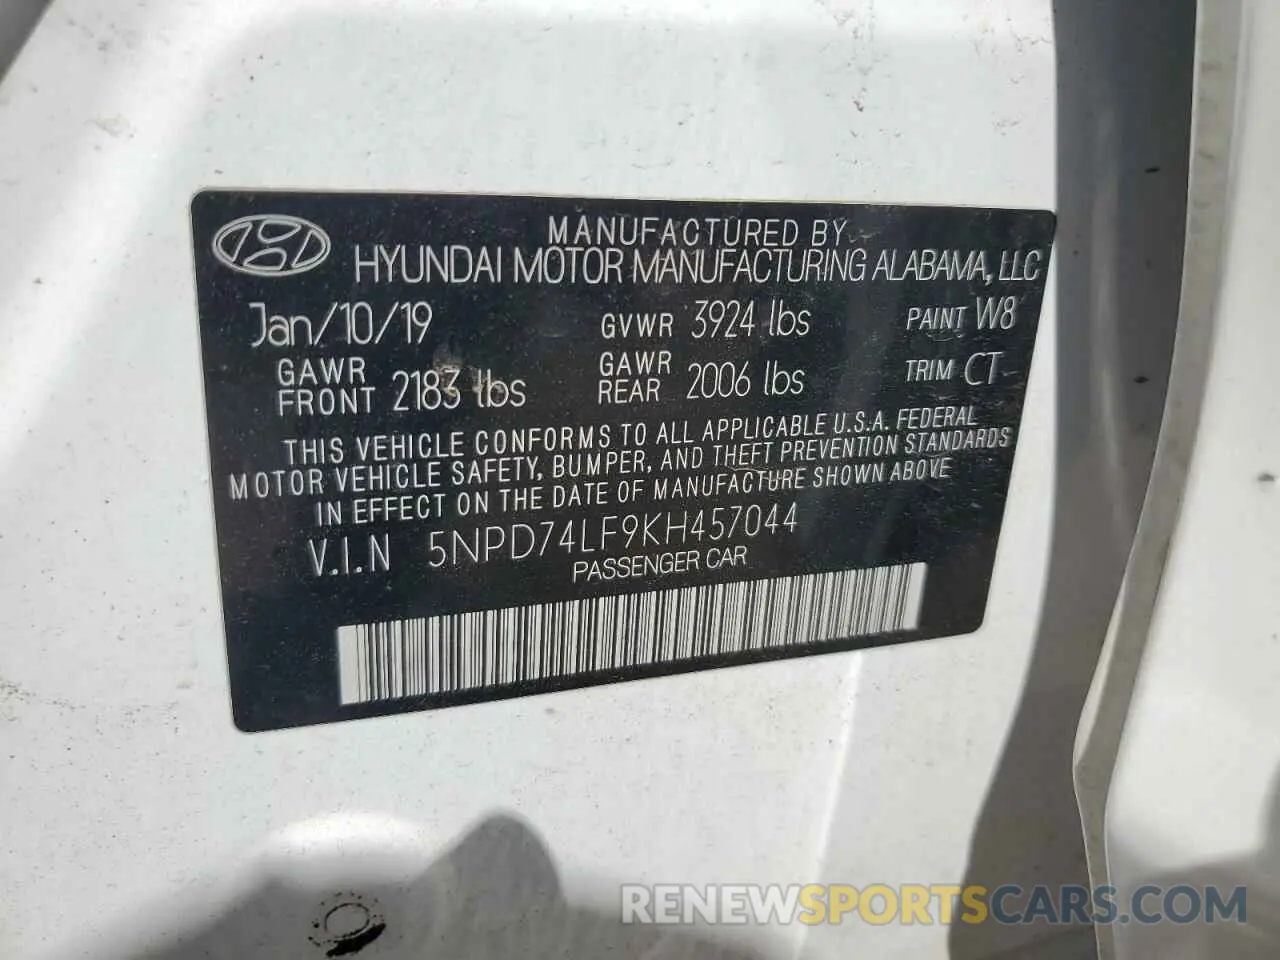 MANUFACTURED BY
HYUNDAI MOTOR MANUFACTURING ALABAMA, LLC
Jan/10/19 GVWR 3924 lbs PAINT W8
GAWR FRONT 2183 lbs GAWR REAR 2006 lbs TRIM CT
THIS VEHICLE CONFORMS TO ALL APPLICABLE U.S.A. FEDERAL
MOTOR VEHICLE SAFETY, BUMPER, AND THEFT PREVENTION STANDARDS
IN EFFECT ON THE DATE OF MANUFACTURE SHOWN ABOVE
V.I.N 5NPD74LF9KH457044
PASSENGER CAR
RENEWSPORTSCARS.COM